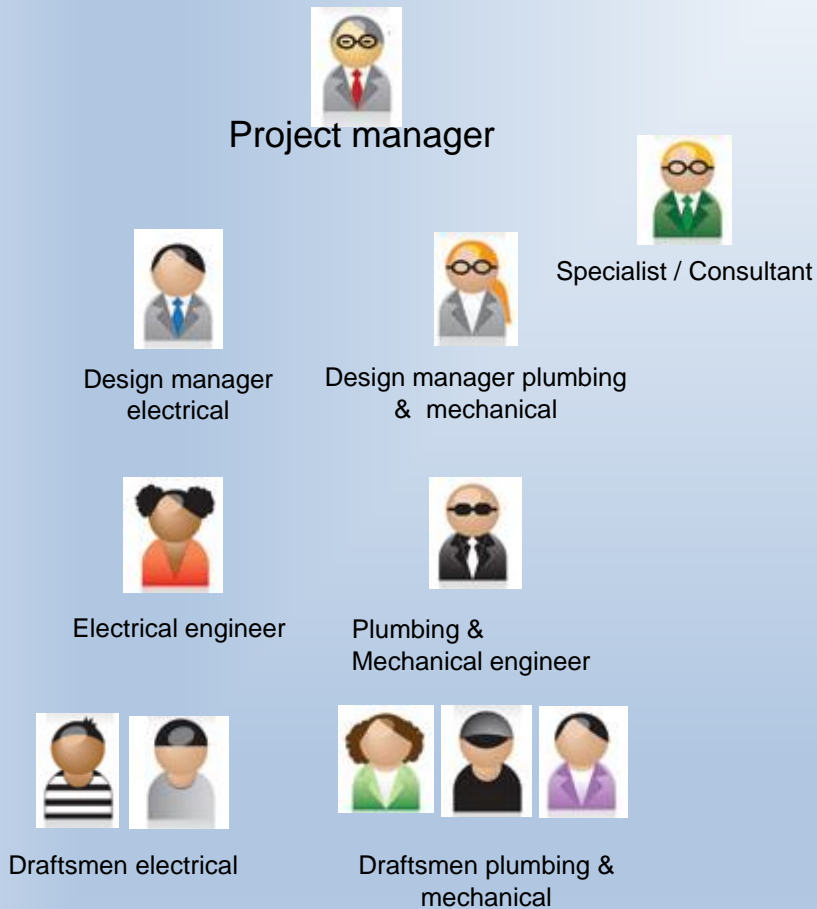 Project manager
Specialist / Consultant
Design manager
electrical
Design manager plumbing
& mechanical
Electrical engineer
Plumbing &
Mechanical engineer
Draftsmen electrical
Draftsmen plumbing &
mechanical